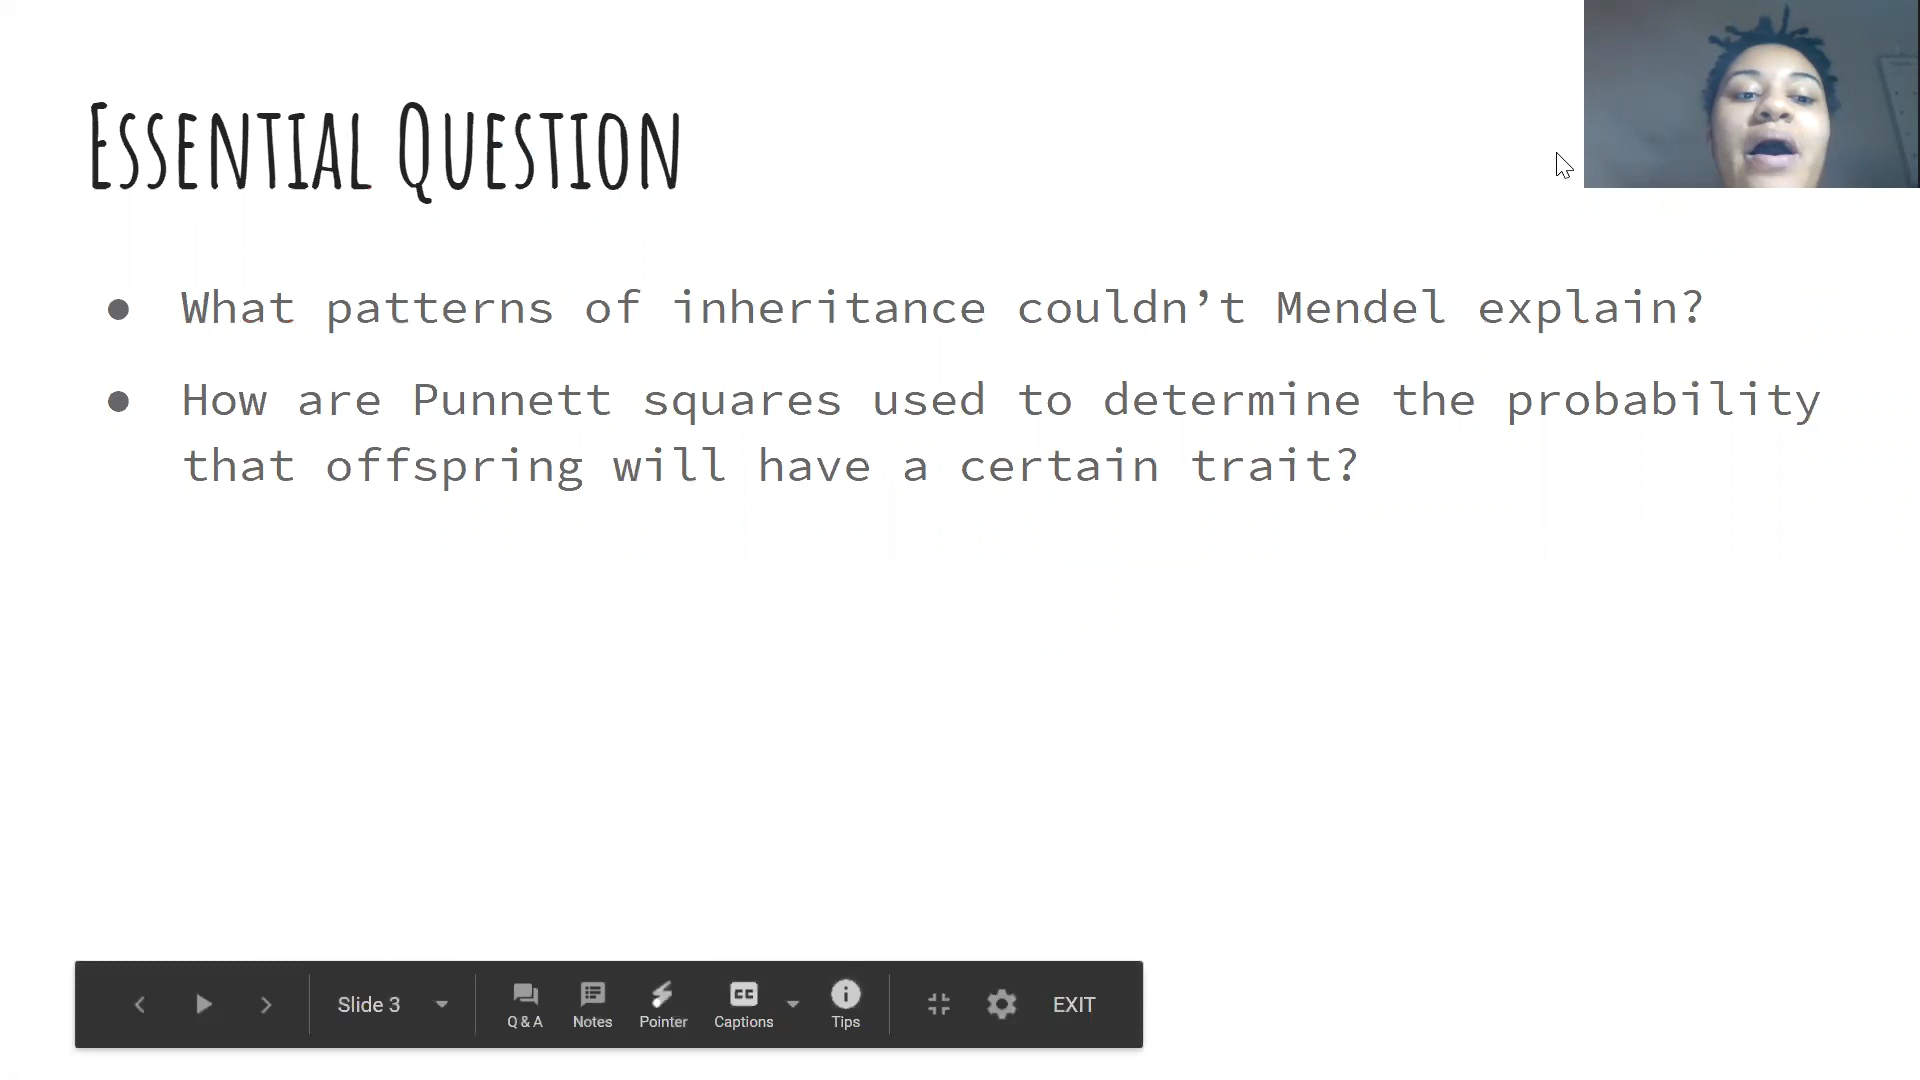 Essential Question
● What patterns of inheritance couldn’t Mendel explain?
● How are Punnett squares used to determine the probability
that offspring will have a certain trait?
Slide 3
Q & A
Notes
Pointer
CC
Captions
Tips
EXIT